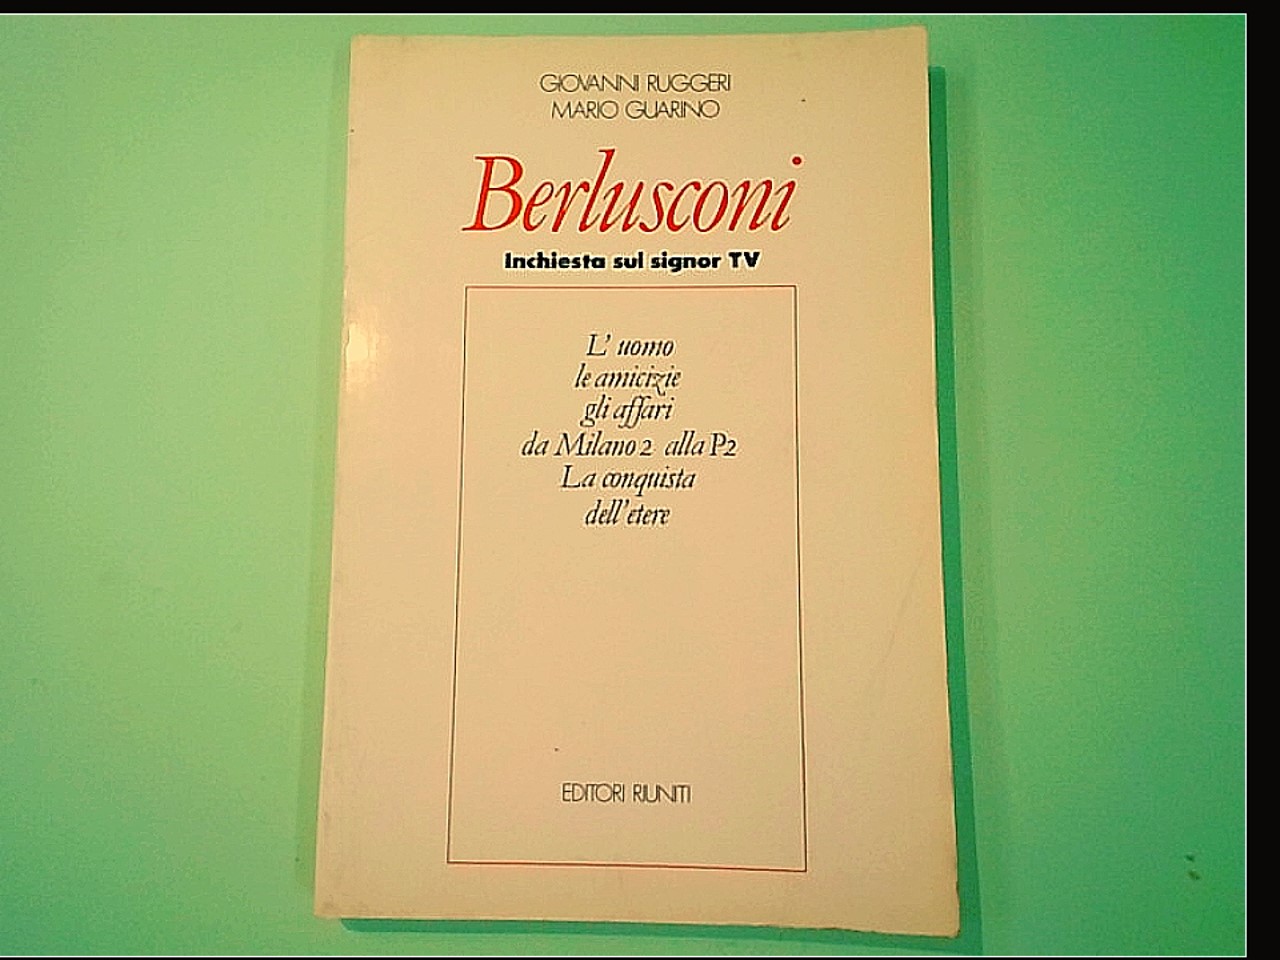 GIOVANNI RUGGERI
MARIO GUARINO
Berlusconi
Inchiesta sul signor TV
L' uomo
le amicizie
gli affari
da Milano 2 alla P2
La conquista
dell'etere
EDITORI RIUNITI